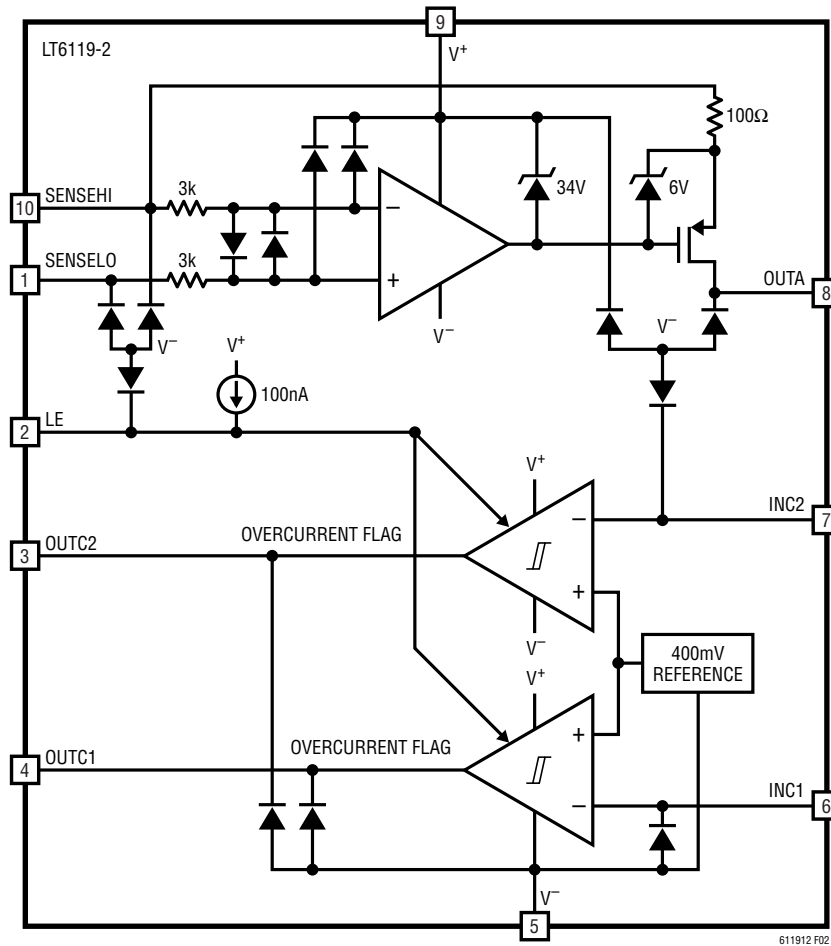 9
LT6119-2
V+
100Ω
34V
6V
3k
10
SENSEHI
−
3k
1
SENSELO
+
OUTA
8
V−
V−
V−
V+
100nA
2
LE
V+
INC2
7
−
OVERCURRENT FLAG
3
OUTC2
+
V−
400mV
REFERENCE
V+
+
OVERCURRENT FLAG
4
OUTC1
−
INC1
6
V−
5
611912 F02